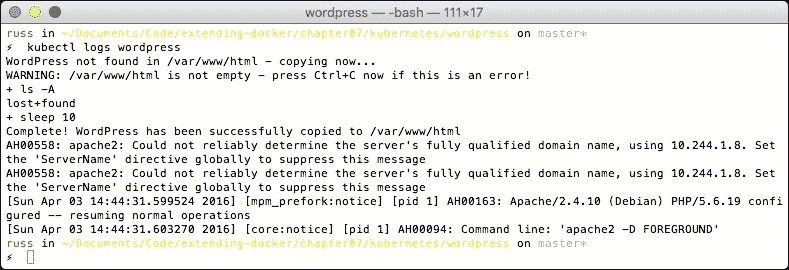 wordpress — -bash — 111×17
russ in ~/Documents/Code/extending-docker/chapter07/kubernetes/wordpress on master*
⚡ kubectl logs wordpress
WordPress not found in /var/www/html - copying now...
WARNING: /var/www/html is not empty - press Ctrl+C now if this is an error!
+ ls -A
lost+found
+ sleep 10
Complete! WordPress has been successfully copied to /var/www/html
AH00558: apache2: Could not reliably determine the server's fully qualified domain name, using 10.244.1.8. Set
the 'ServerName' directive globally to suppress this message
AH00558: apache2: Could not reliably determine the server's fully qualified domain name, using 10.244.1.8. Set
the 'ServerName' directive globally to suppress this message
[Sun Apr 03 14:44:31.599524 2016] [mpm_prefork:notice] [pid 1] AH00163: Apache/2.4.10 (Debian) PHP/5.6.19 confi
gured -- resuming normal operations
[Sun Apr 03 14:44:31.603270 2016] [core:notice] [pid 1] AH00094: Command line: 'apache2 -D FOREGROUND'
russ in ~/Documents/Code/extending-docker/chapter07/kubernetes/wordpress on master*
⚡